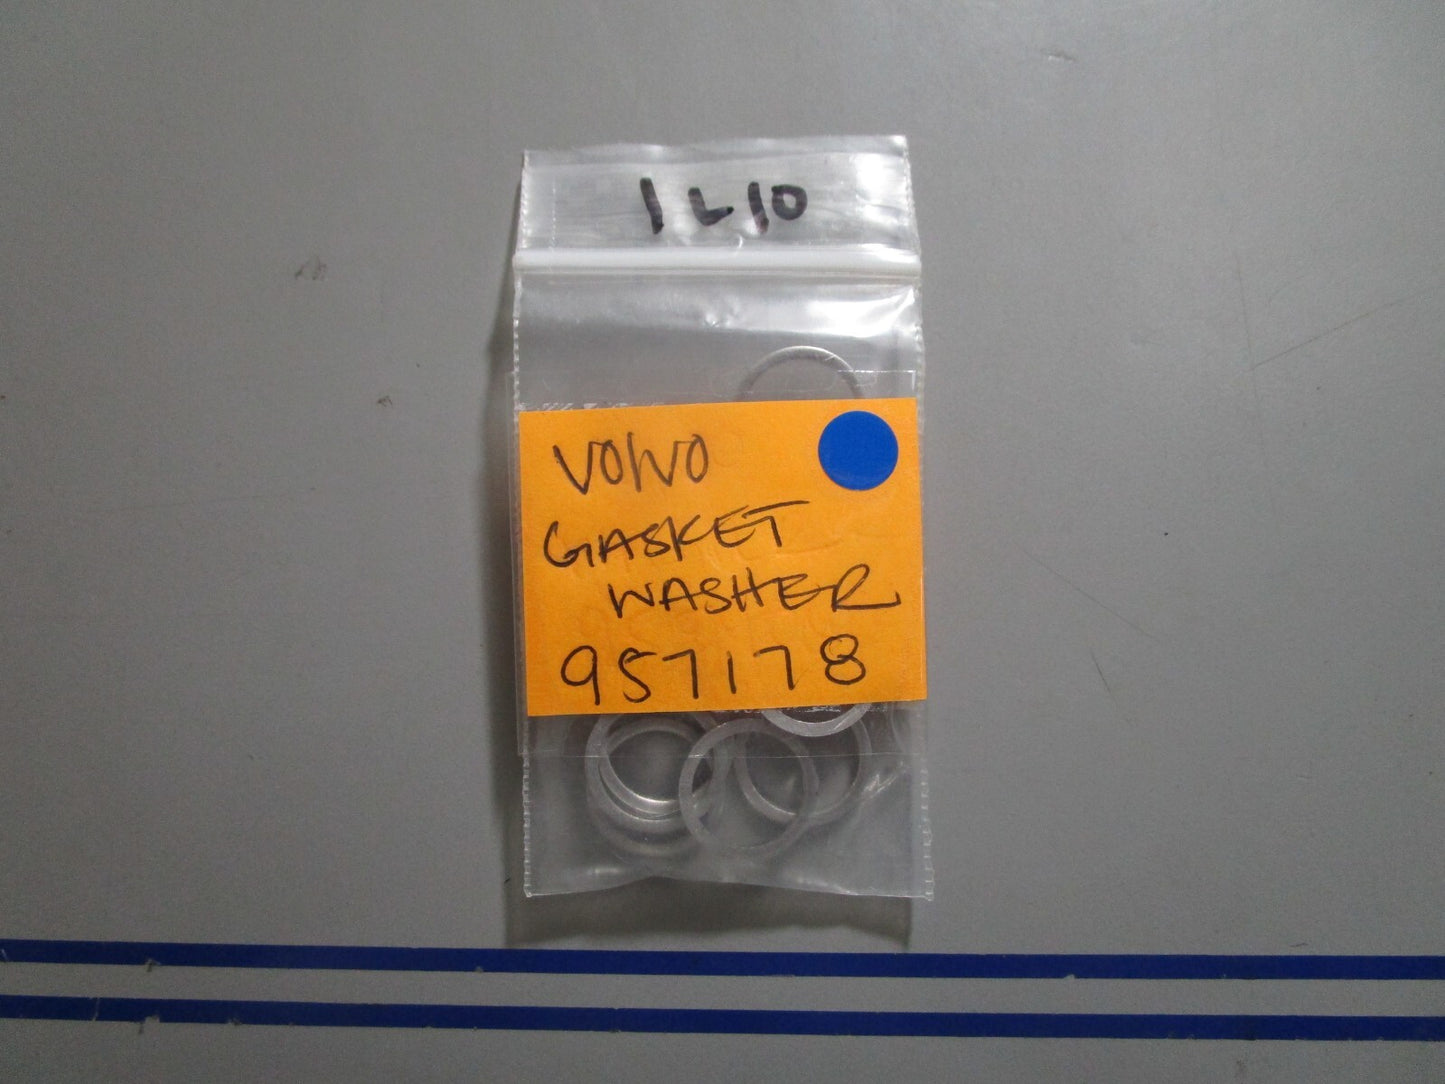 1L10
VOLVO
GASKET
WASHER
957178